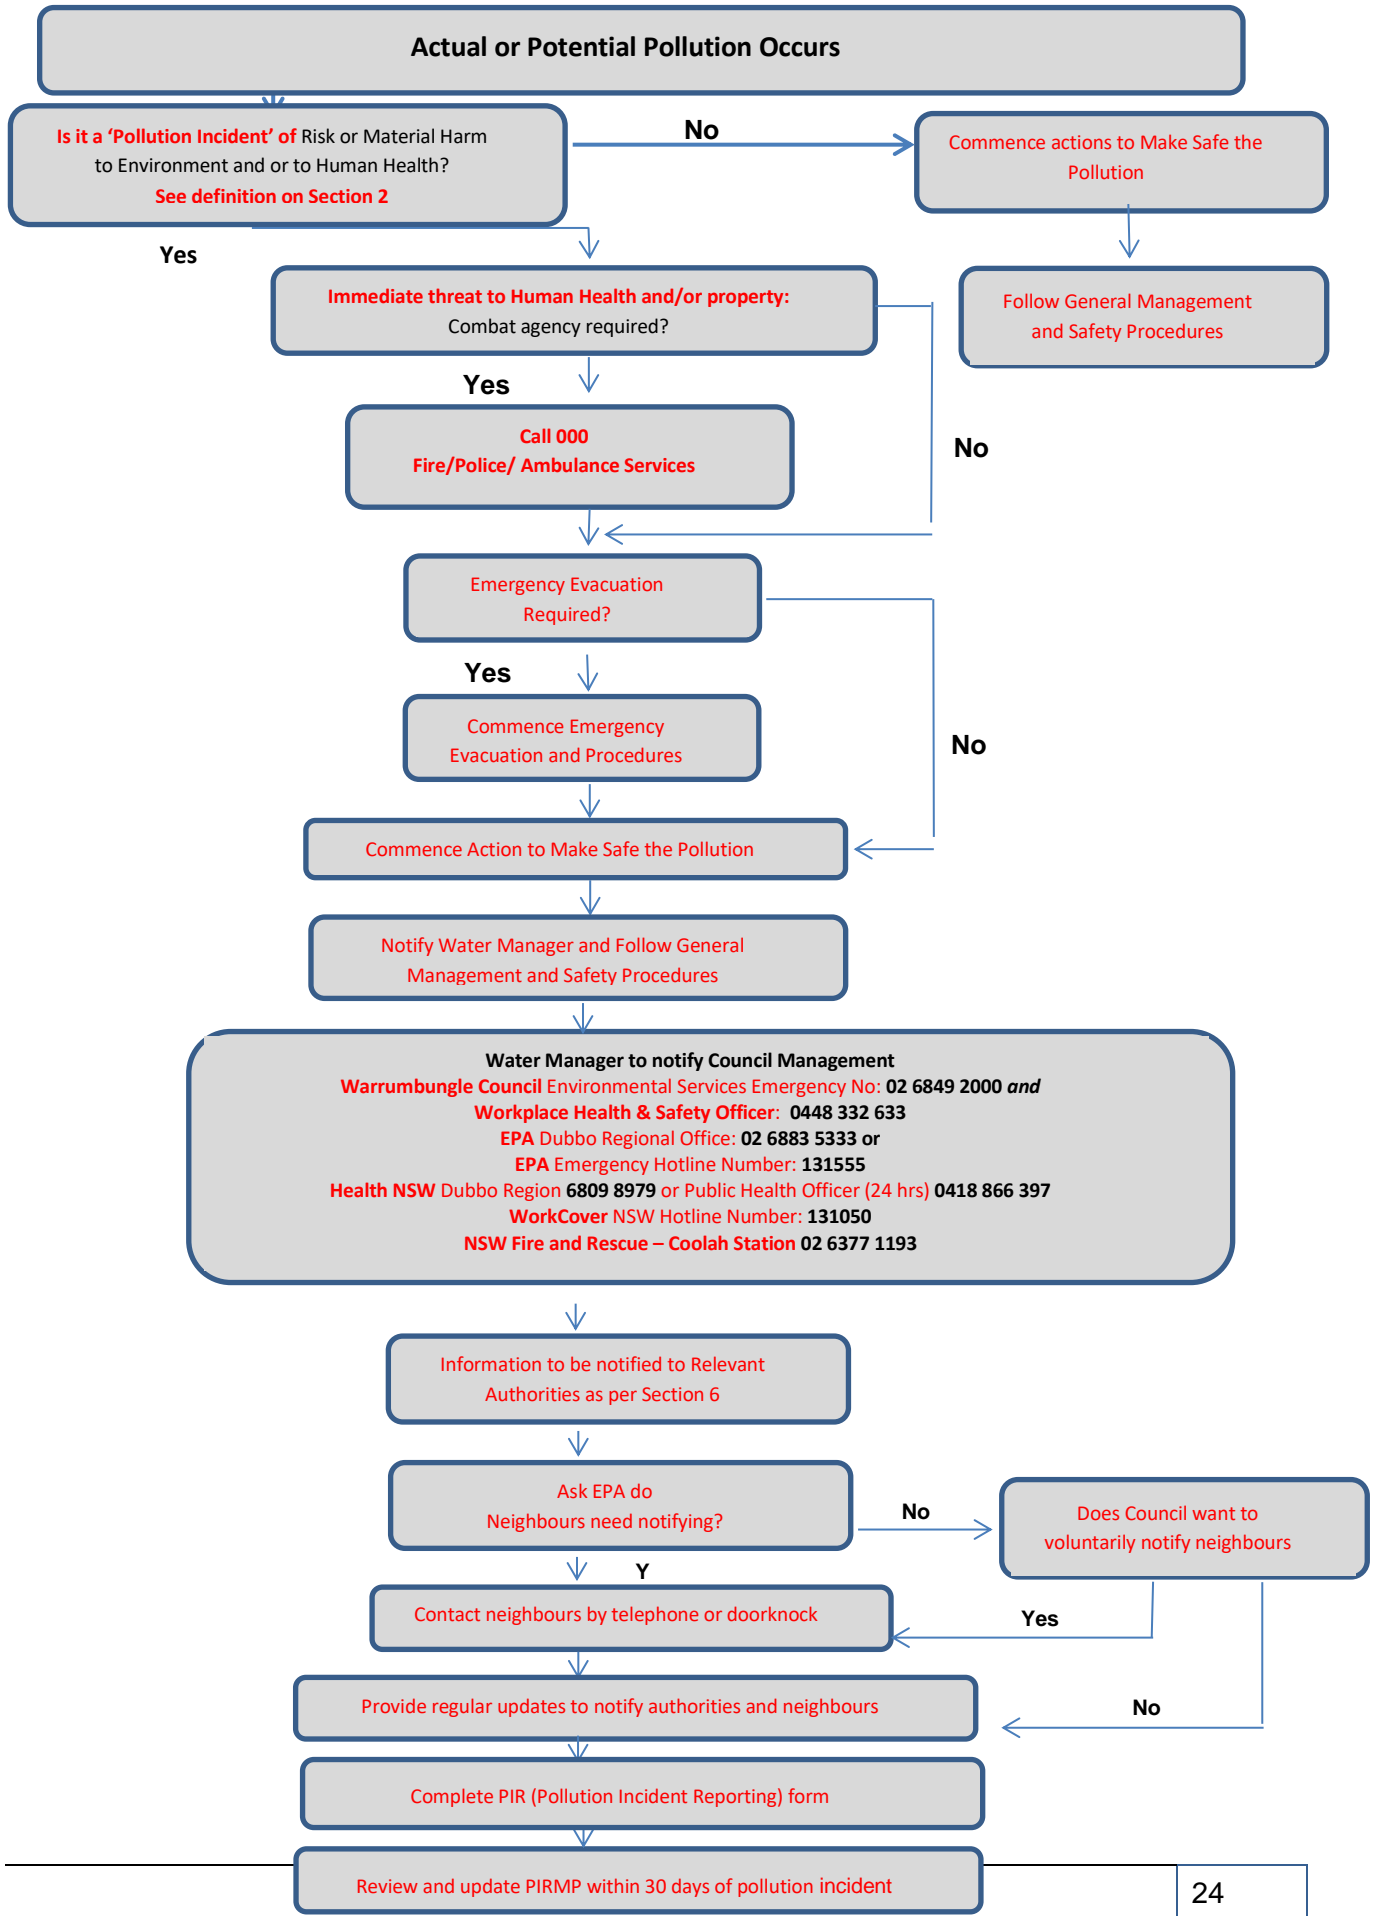 Actual or Potential Pollution Occurs
Is it a ‘Pollution Incident’ of Risk or Material Harm
to Environment and or to Human Health?
See definition on Section 2
No
Commence actions to Make Safe the
Pollution
Yes
Follow General Management
and Safety Procedures
Immediate threat to Human Health and/or property:
Combat agency required?
Yes
No
Call 000
Fire/Police/ Ambulance Services
Emergency Evacuation
Required?
Yes
No
Commence Emergency
Evacuation and Procedures
Commence Action to Make Safe the Pollution
Notify Water Manager and Follow General
Management and Safety Procedures
Water Manager to notify Council Management
Warrumbungle Council Environmental Services Emergency No: 02 6849 2000 and
Workplace Health & Safety Officer: 0448 332 633
EPA Dubbo Regional Office: 02 6883 5333 or
EPA Emergency Hotline Number: 131555
Health NSW Dubbo Region 6809 8979 or Public Health Officer (24 hrs) 0418 866 397
WorkCover NSW Hotline Number: 131050
NSW Fire and Rescue – Coolah Station 02 6377 1193
Information to be notified to Relevant
Authorities as per Section 6
Ask EPA do
Neighbours need notifying?
No
Does Council want to
voluntarily notify neighbours
Y
Contact neighbours by telephone or doorknock
Yes
Provide regular updates to notify authorities and neighbours
No
Complete PIR (Pollution Incident Reporting) form
Review and update PIRMP within 30 days of pollution incident
24